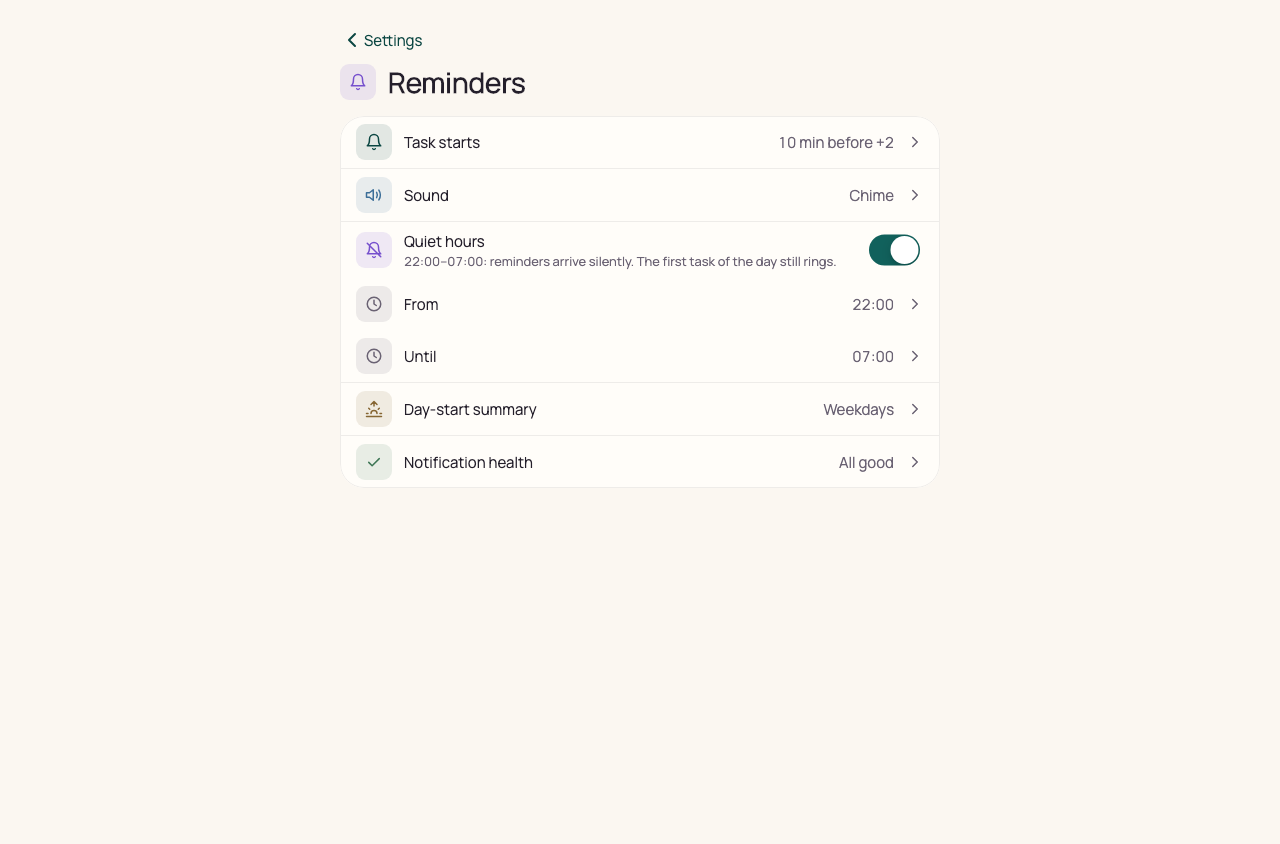 Settings
Reminders
Task starts 10 min before +2
Sound Chime
Quiet hours
22:00–07:00: reminders arrive silently. The first task of the day still rings.
From 22:00
Until 07:00
Day-start summary Weekdays
Notification health All good